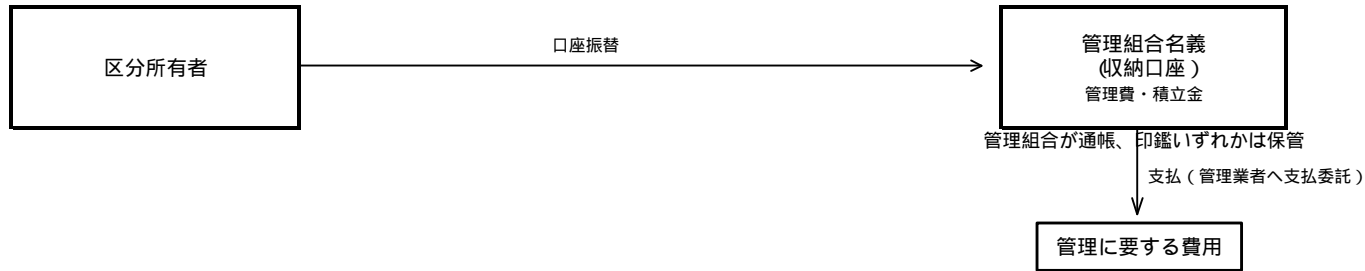 区分所有者
口座振替
管理組合名義
(収納口座)
管理費・積立金
管理組合が通帳、印鑑いずれかは保管
支払(管理業者へ支払委託)
管理に要する費用